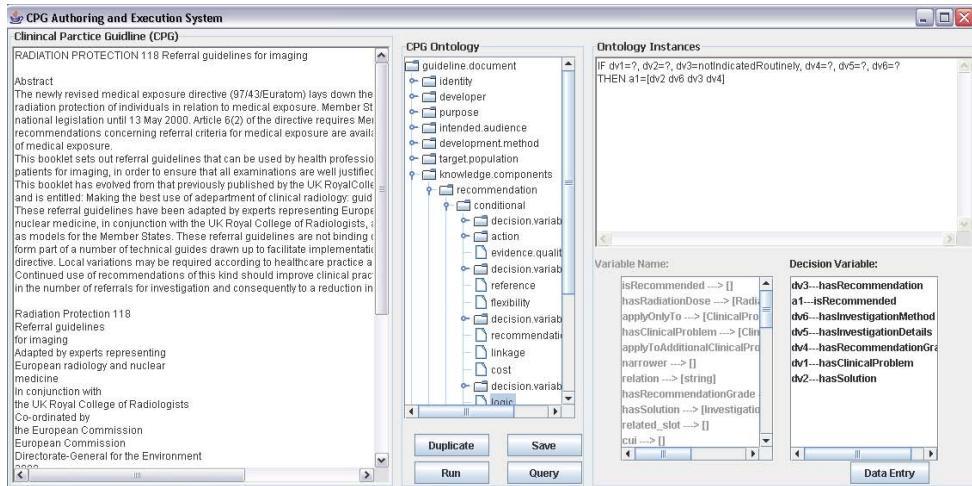 CPG Authoring and Execution System
Clinincal Parctice Guidline (CPG)
RADIATION PROTECTION 118 Referral guidelines for imaging
Abstract
The newly revised medical exposure directive (97/43/Euratom) lays down the
radiation protection of individuals in relation to medical exposure. Member St
national legislation until 13 May 2000. Article 6(2) of the directive requires Mer
recommendations concerning referral criteria for medical exposure are availa
of medical exposure.
This booklet sets out referral guidelines that can be used by health professio
patients for imaging, in order to ensure that all examinations are well justified
This booklet has evolved from that previously published by the UK RoyalColle
and is entitled: Making the best use of adepartment of clinical radiology: guid
These referral guidelines have been adapted by experts representing Europe
nuclear medicine, in conjunction with the UK Royal College of Radiologists, a
as models for the Member States. These referral guidelines are not binding o
form part of a number of technical guides drawn up to facilitate implementati
directive. Local variations may be required according to healthcare practice a
Continued use of recommendations of this kind should improve clinical prac
in the number of referrals for investigation and consequently to a reduction in
Radiation Protection 118
Referral guidelines
for imaging
Adapted by experts representing
European radiology and nuclear
medicine
In conjunction with
the UK Royal College of Radiologists
Co-ordinated by
the European Commission
European Commission
Directorate-General for the Environment
2000
CPG Ontology
guideline.document
identity
developer
purpose
intended.audience
development.method
target.population
knowledge.components
recommendation
conditional
decision.variab
action
evidence.qualit
decision.variab
reference
flexibility
decision.variab
recommendati
linkage
cost
decision.variab
logic
Duplicate
Save
Run
Query
Ontology Instances
IF dv1=?, dv2=?, dv3=notIndicatedRoutinely, dv4=?, dv5=?, dv6=?
THEN a1=[dv2 dv6 dv3 dv4]
Variable Name:
isRecommended ---> []
hasRadiationDose ---> [Radia
applyOnlyTo ---> [ClinicalPro
hasClinicalProblem ---> [Clin
applyToAdditionalClinicalPro
narrower ---> []
relation ---> [string]
hasRecommendationGrade -
hasSolution ---> [Investigatio
related_slot ---> []
cui ---> []
Decision Variable:
dv3---hasRecommendation
a1---isRecommended
dv6---hasInvestigationMethod
dv5---hasInvestigationDetails
dv4---hasRecommendationGra
dv1---hasClinicalProblem
dv2---hasSolution
Data Entry